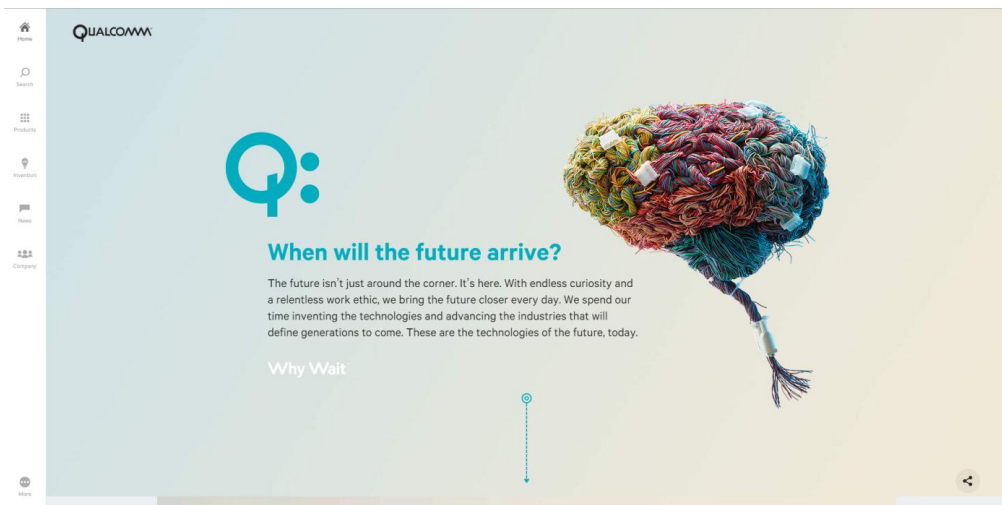 Home
QUALCOMM
Search
Products
Invention
News
Company
Q:
When will the future arrive?
The future isn't just around the corner. It's here. With endless curiosity and
a relentless work ethic, we bring the future closer every day. We spend our
time inventing the technologies and advancing the industries that will
define generations to come. These are the technologies of the future, today.
Why Wait
More